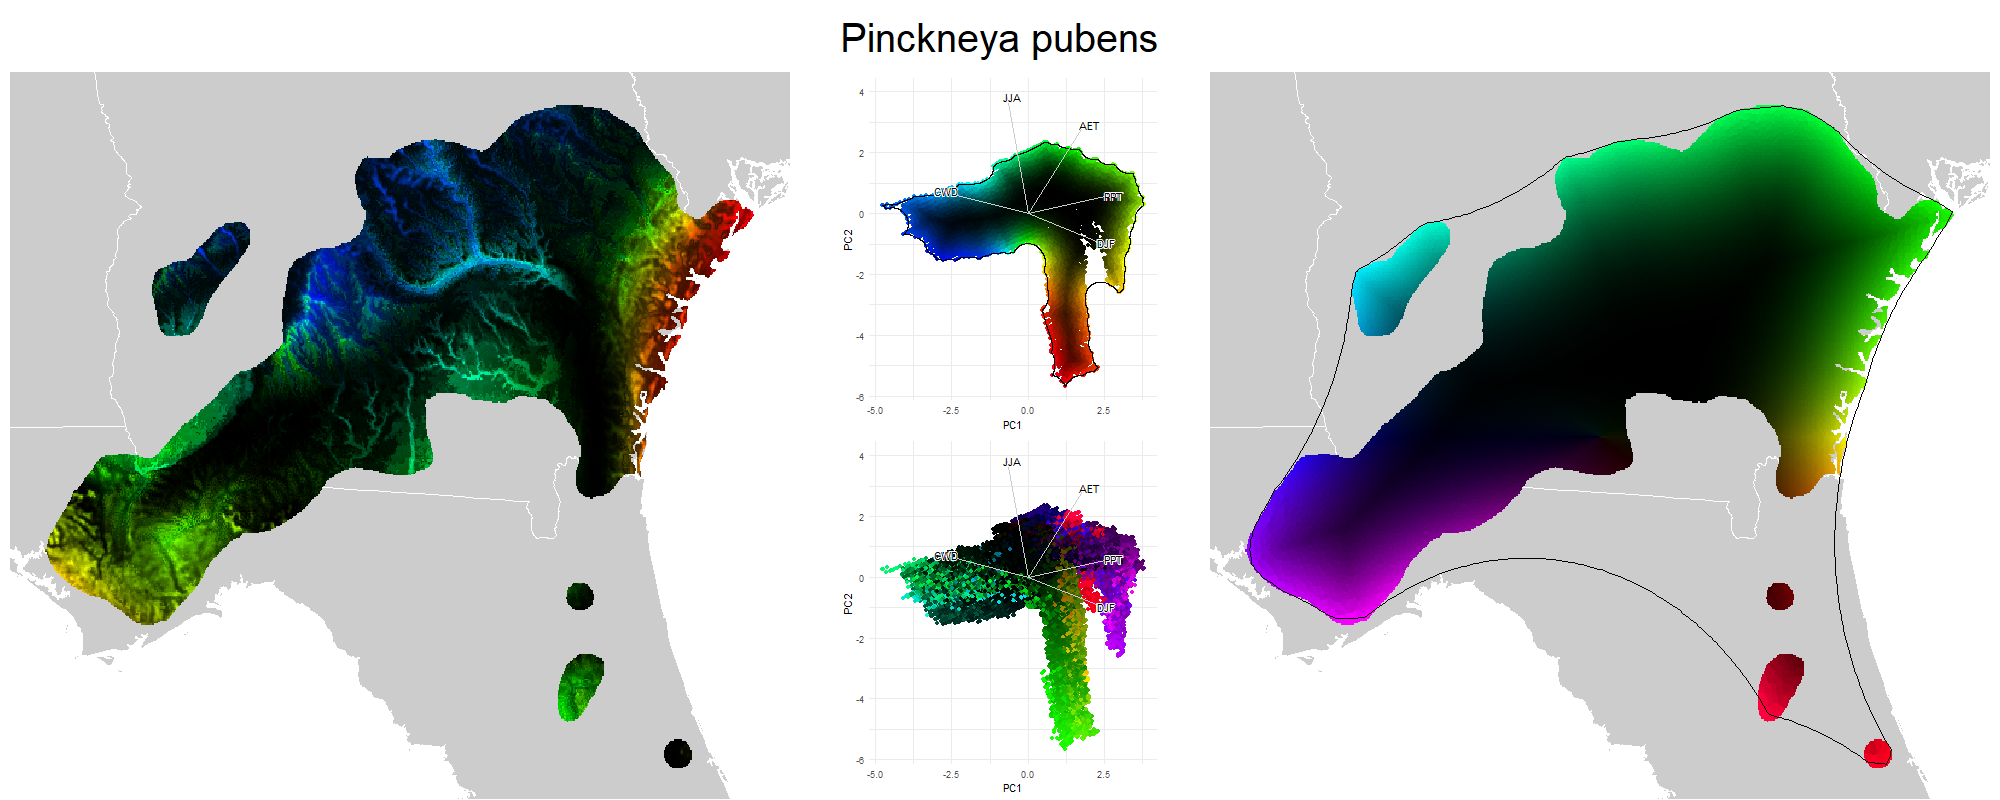 Pinckneya pubens
4
2
0
-2
-4
-6
PC2
JJA
AET
CWD
PPT
DJF
-5.0 -2.5 0.0 2.5
PC1
4
2
0
-2
-4
-6
PC2
JJA
AET
CWD
PPT
DJF
-5.0 -2.5 0.0 2.5
PC1